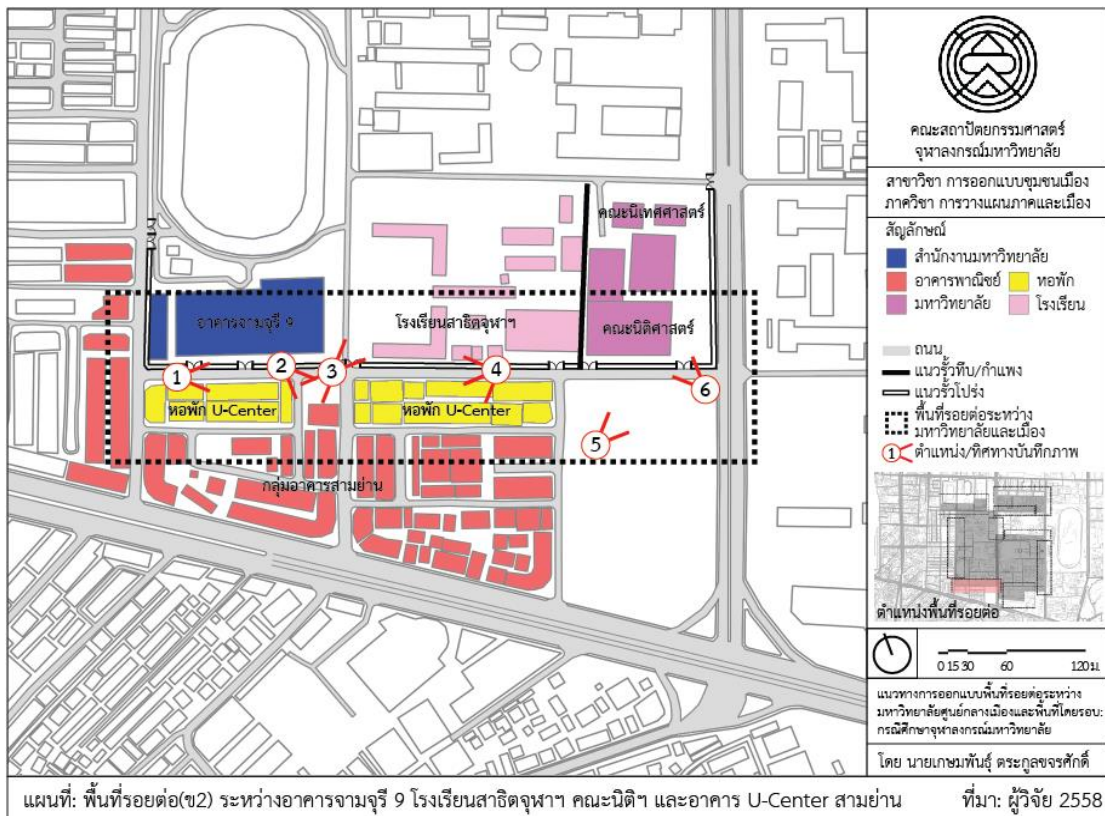 คณะนิเทศศาสตร์
อาคารจามจุรี 9
โรงเรียนสาธิตจุฬาฯ
คณะนิติศาสตร์
1
2
3
4
5
6
หอพัก U-Center
หอพัก U-Center
กลุ่มอาคารสามย่าน
คณะสถาปัตยกรรมศาสตร์
จุฬาลงกรณ์มหาวิทยาลัย
สาขาวิชา การออกแบบชุมชนเมือง
ภาควิชา การวางแผนภาคและเมือง
สัญลักษณ์
สำนักงานมหาวิทยาลัย
อาคารพาณิชย์ หอพัก
มหาวิทยาลัย โรงเรียน
ถนน
แนวรั้วทึบ/กำแพง
แนวรั้วโปร่ง
พื้นที่รอยต่อระหว่าง
มหาวิทยาลัยและเมือง
1 ตำแหน่ง/ทิศทางบันทึกภาพ
ตำแหน่งพื้นที่รอยต่อ
0 15 30 60 120 ม.
แนวทางการออกแบบพื้นที่รอยต่อระหว่าง
มหาวิทยาลัยศูนย์กลางเมืองและพื้นที่โดยรอบ:
กรณีศึกษาจุฬาลงกรณ์มหาวิทยาลัย
โดย นายเกษมพันธุ์ ตระกูลขจรศักดิ์
แผนที่: พื้นที่รอยต่อ(ข2) ระหว่างอาคารจามจุรี 9 โรงเรียนสาธิตจุฬาฯ คณะนิติฯ และอาคาร U-Center สามย่าน ที่มา: ผู้วิจัย 2558